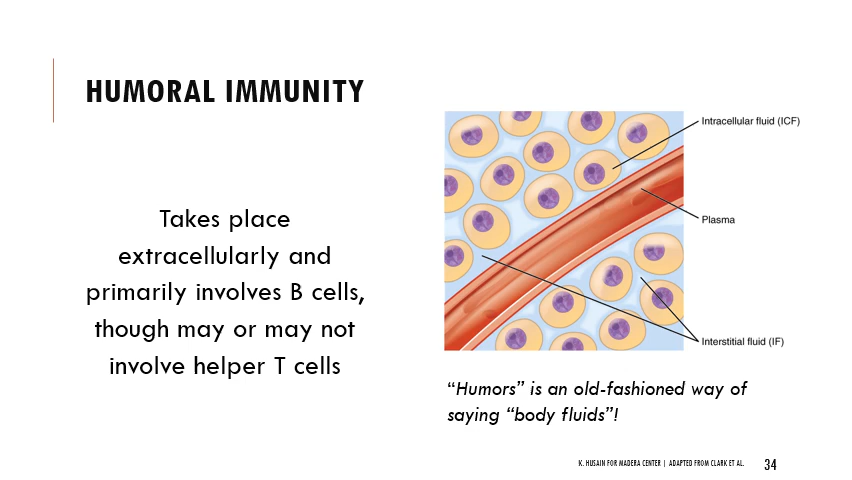 HUMORAL IMMUNITY
Takes place
extracellularly and
primarily involves B cells,
though may or may not
involve helper T cells
Intracellular fluid (ICF)
Plasma
Interstitial fluid (IF)
“Humors” is an old-fashioned way of
saying “body fluids”!
K. HUSAIN FOR MADERA CENTER | ADAPTED FROM CLARK ET AL.
34